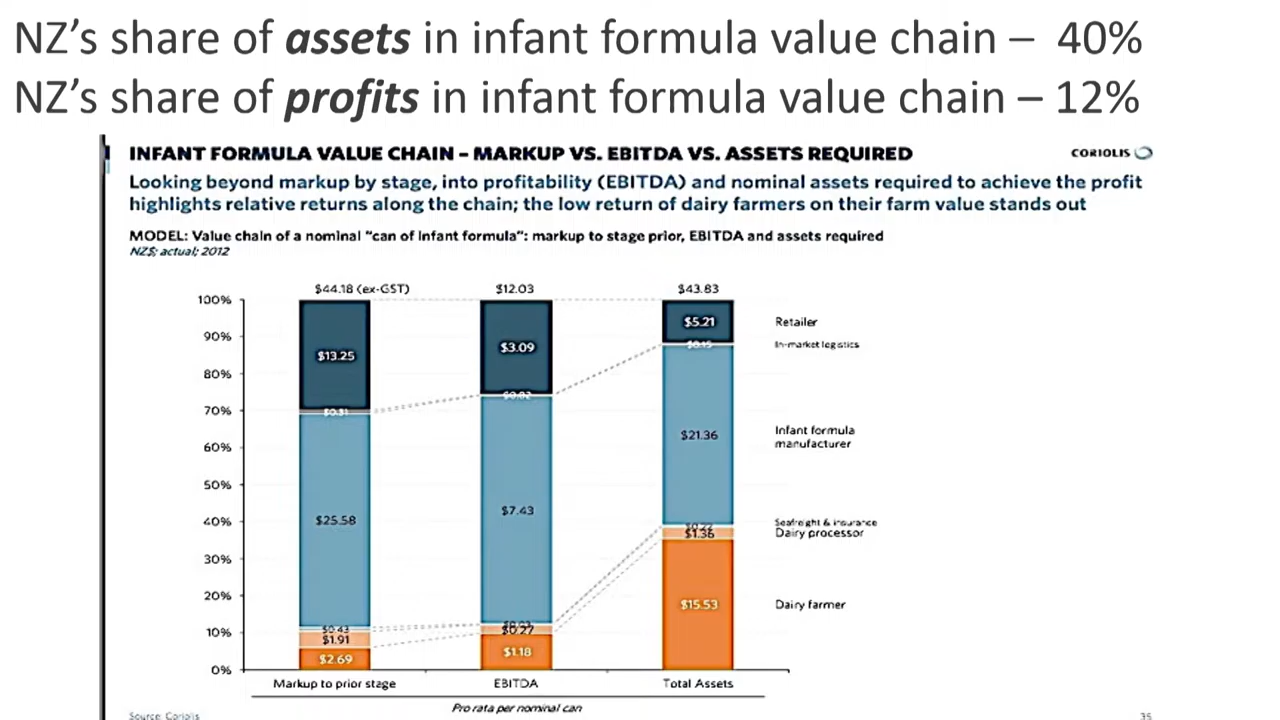 NZ's share of assets in infant formula value chain – 40%
NZ's share of profits in infant formula value chain – 12%
INFANT FORMULA VALUE CHAIN – MARKUP VS. EBITDA VS. ASSETS REQUIRED
CORIOLIS
Looking beyond markup by stage, into profitability (EBITDA) and nominal assets required to achieve the profit
highlights relative returns along the chain; the low return of dairy farmers on their farm value stands out
MODEL: Value chain of a nominal "can of infant formula": markup to stage prior, EBITDA and assets required
NZ$; actual; 2012
$44.18 (ex-GST) $12.03 $43.83
100%
$5.21 Retailer
90%
In-market logistics
$13.25 $3.09
80%
70%
$21.36 Infant formula
manufacturer
60%
50%
$25.58 $7.43
40%
Seafreight & insurance
$1.36 Dairy processor
30%
20%
$15.53 Dairy farmer
10%
$0.43
$1.91 $0.27
$2.69 $1.18
0%
Markup to prior stage EBITDA Total Assets
Pro rata per nominal can
Source: Coriolis 35